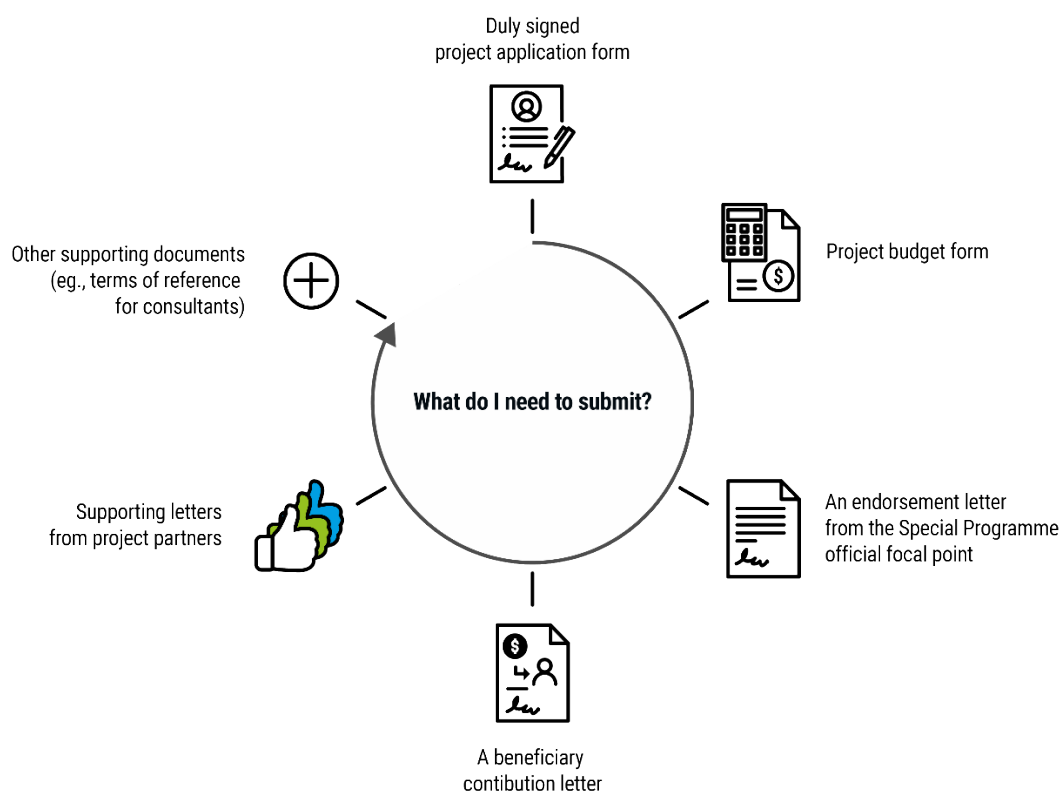 Duly signed
project application form
Project budget form
An endorsement letter
from the Special Programme
official focal point
A beneficiary
contibution letter
Supporting letters
from project partners
Other supporting documents
(eg., terms of reference
for consultants)
What do I need to submit?
$
$